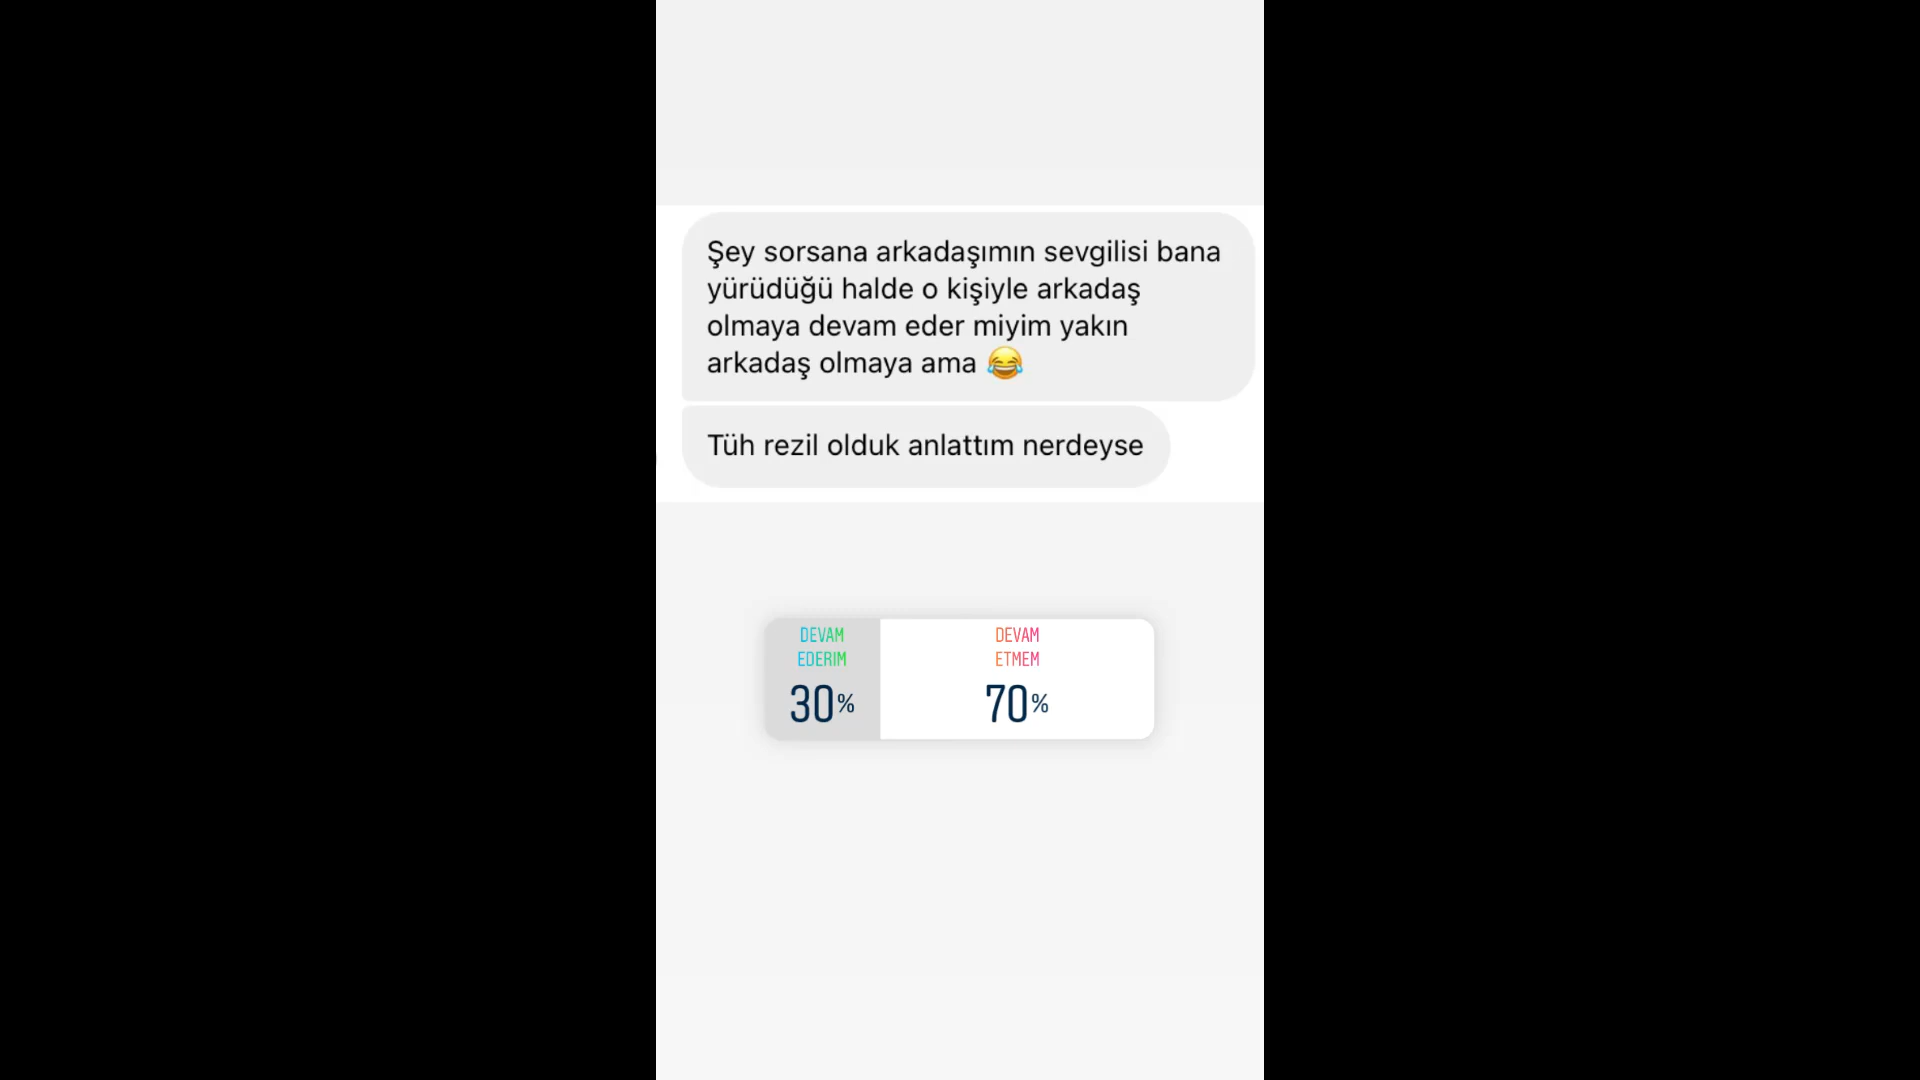 Şey sorsana arkadaşımın sevgilisi bana
yürüdüğü halde o kişiyle arkadaş
olmaya devam eder miyim yakın
arkadaş olmaya ama 😂
Tüh rezil olduk anlattım nerdeyse
DEVAM
EDERIM
30%
DEVAM
ETMEM
70%